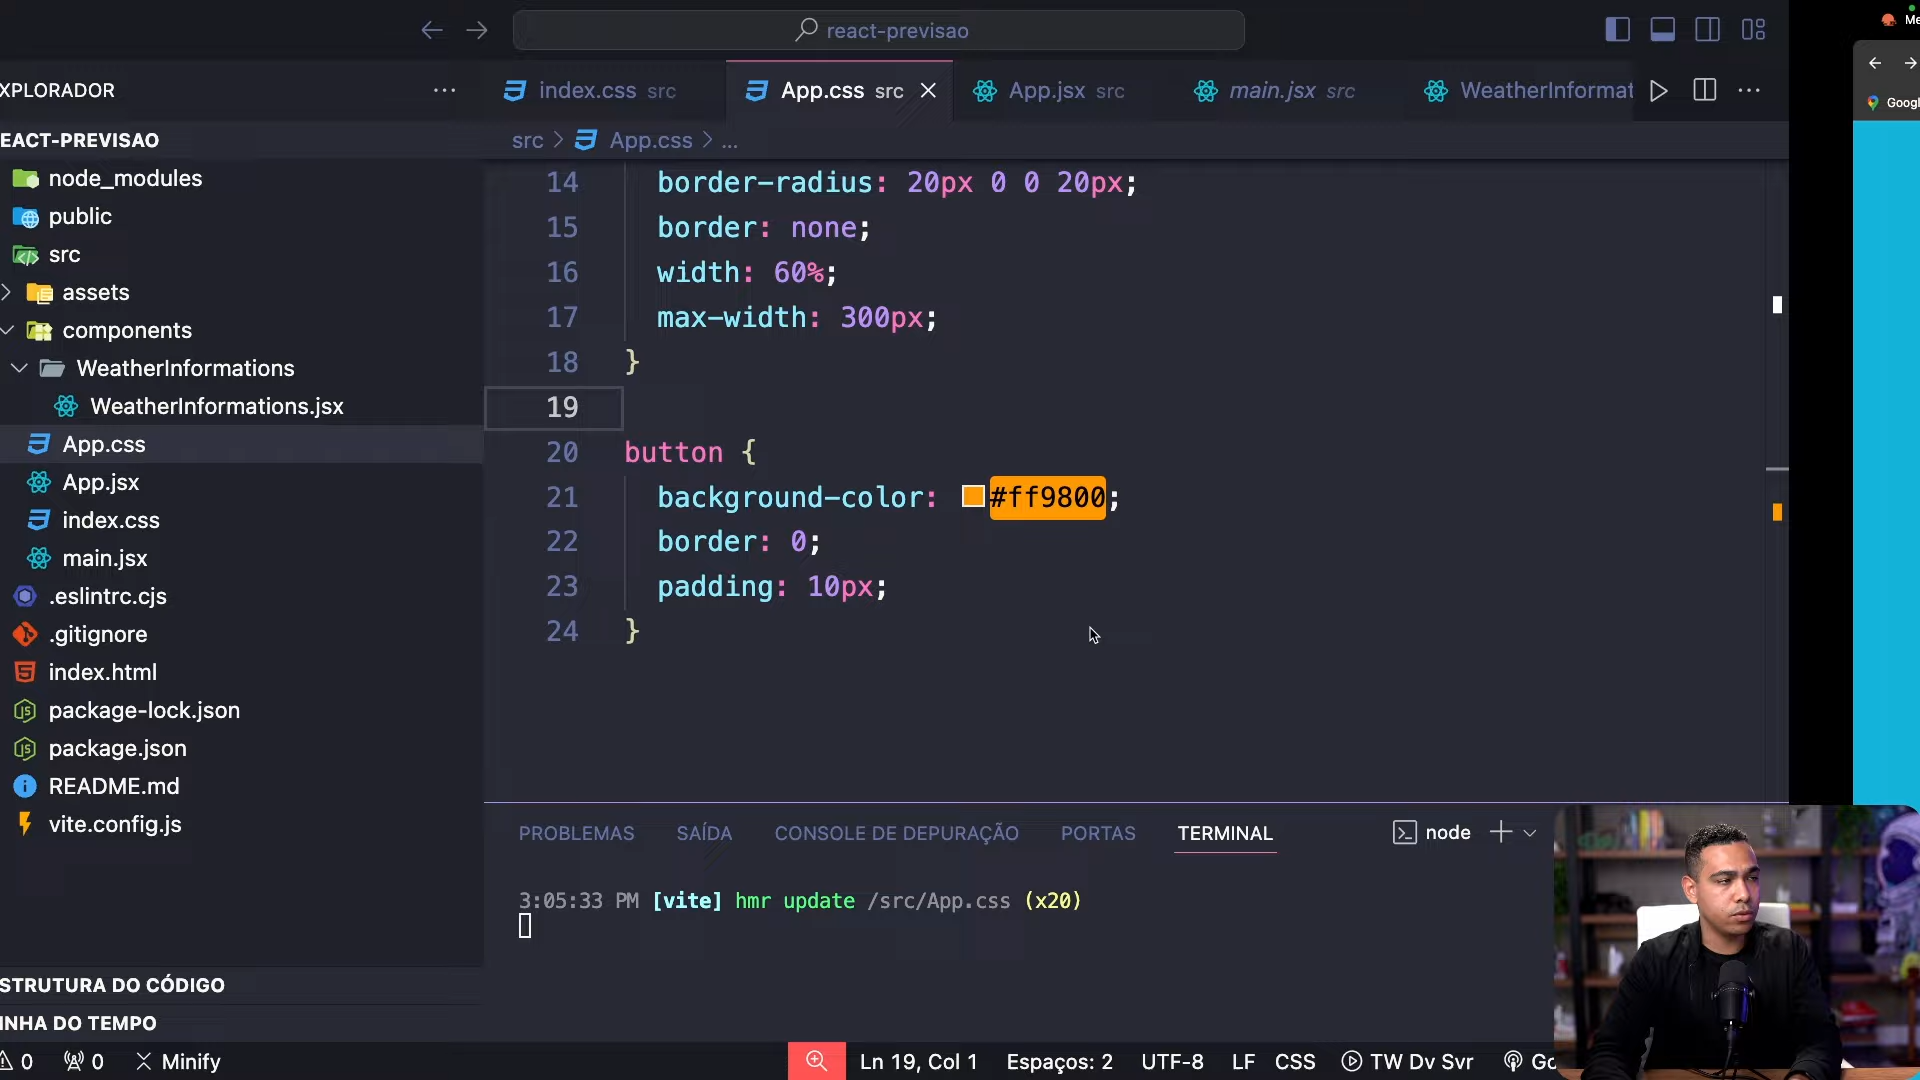 react-previsao
XPLORADOR
index.css src
App.css src
App.jsx src
main.jsx src
WeatherInformat
Googl
EACT-PREVISAO
src > App.css > ...
node_modules
public
src
assets
components
WeatherInformations
WeatherInformations.jsx
App.css
App.jsx
index.css
main.jsx
.eslintrc.cjs
.gitignore
index.html
package-lock.json
package.json
README.md
vite.config.js
14 border-radius: 20px 0 0 20px;
15 border: none;
16 width: 60%;
17 max-width: 300px;
18 }
19
20 button {
21 background-color: #ff9800;
22 border: 0;
23 padding: 10px;
24 }
PROBLEMAS SAÍDA CONSOLE DE DEPURAÇÃO PORTAS TERMINAL
node
3:05:33 PM [vite] hmr update /src/App.css (x20)
STRUTURA DO CÓDIGO
INHA DO TEMPO
0 0 Minify
Ln 19, Col 1 Espaços: 2 UTF-8 LF CSS TW Dv Svr Go